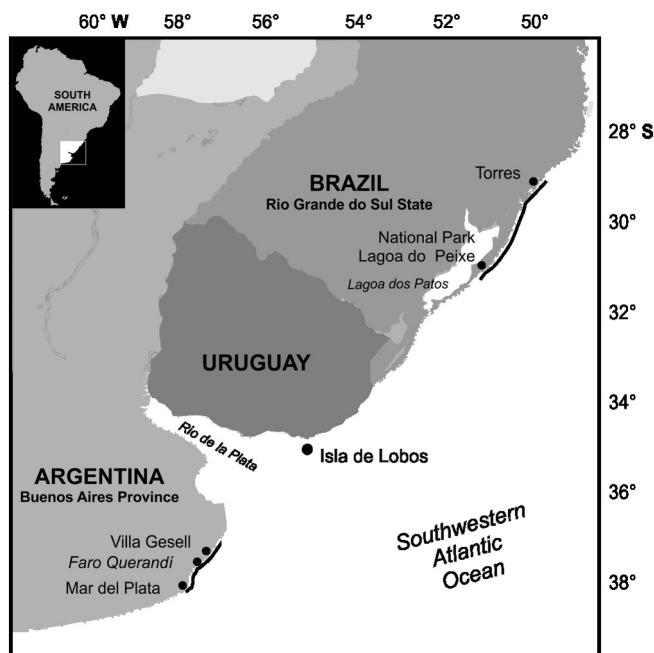 60° W 58° 56° 54° 52° 50°
SOUTH
AMERICA
28° S
Torres
BRAZIL
Rio Grande do Sul State
30°
National Park
Lagoa do Peixe
Lagoa dos Patos
32°
URUGUAY
34°
Rio de la Plata
Isla de Lobos
ARGENTINA
Buenos Aires Province
36°
Southwestern
Atlantic
Ocean
Villa Gesell
Faro Querandí
Mar del Plata
38°